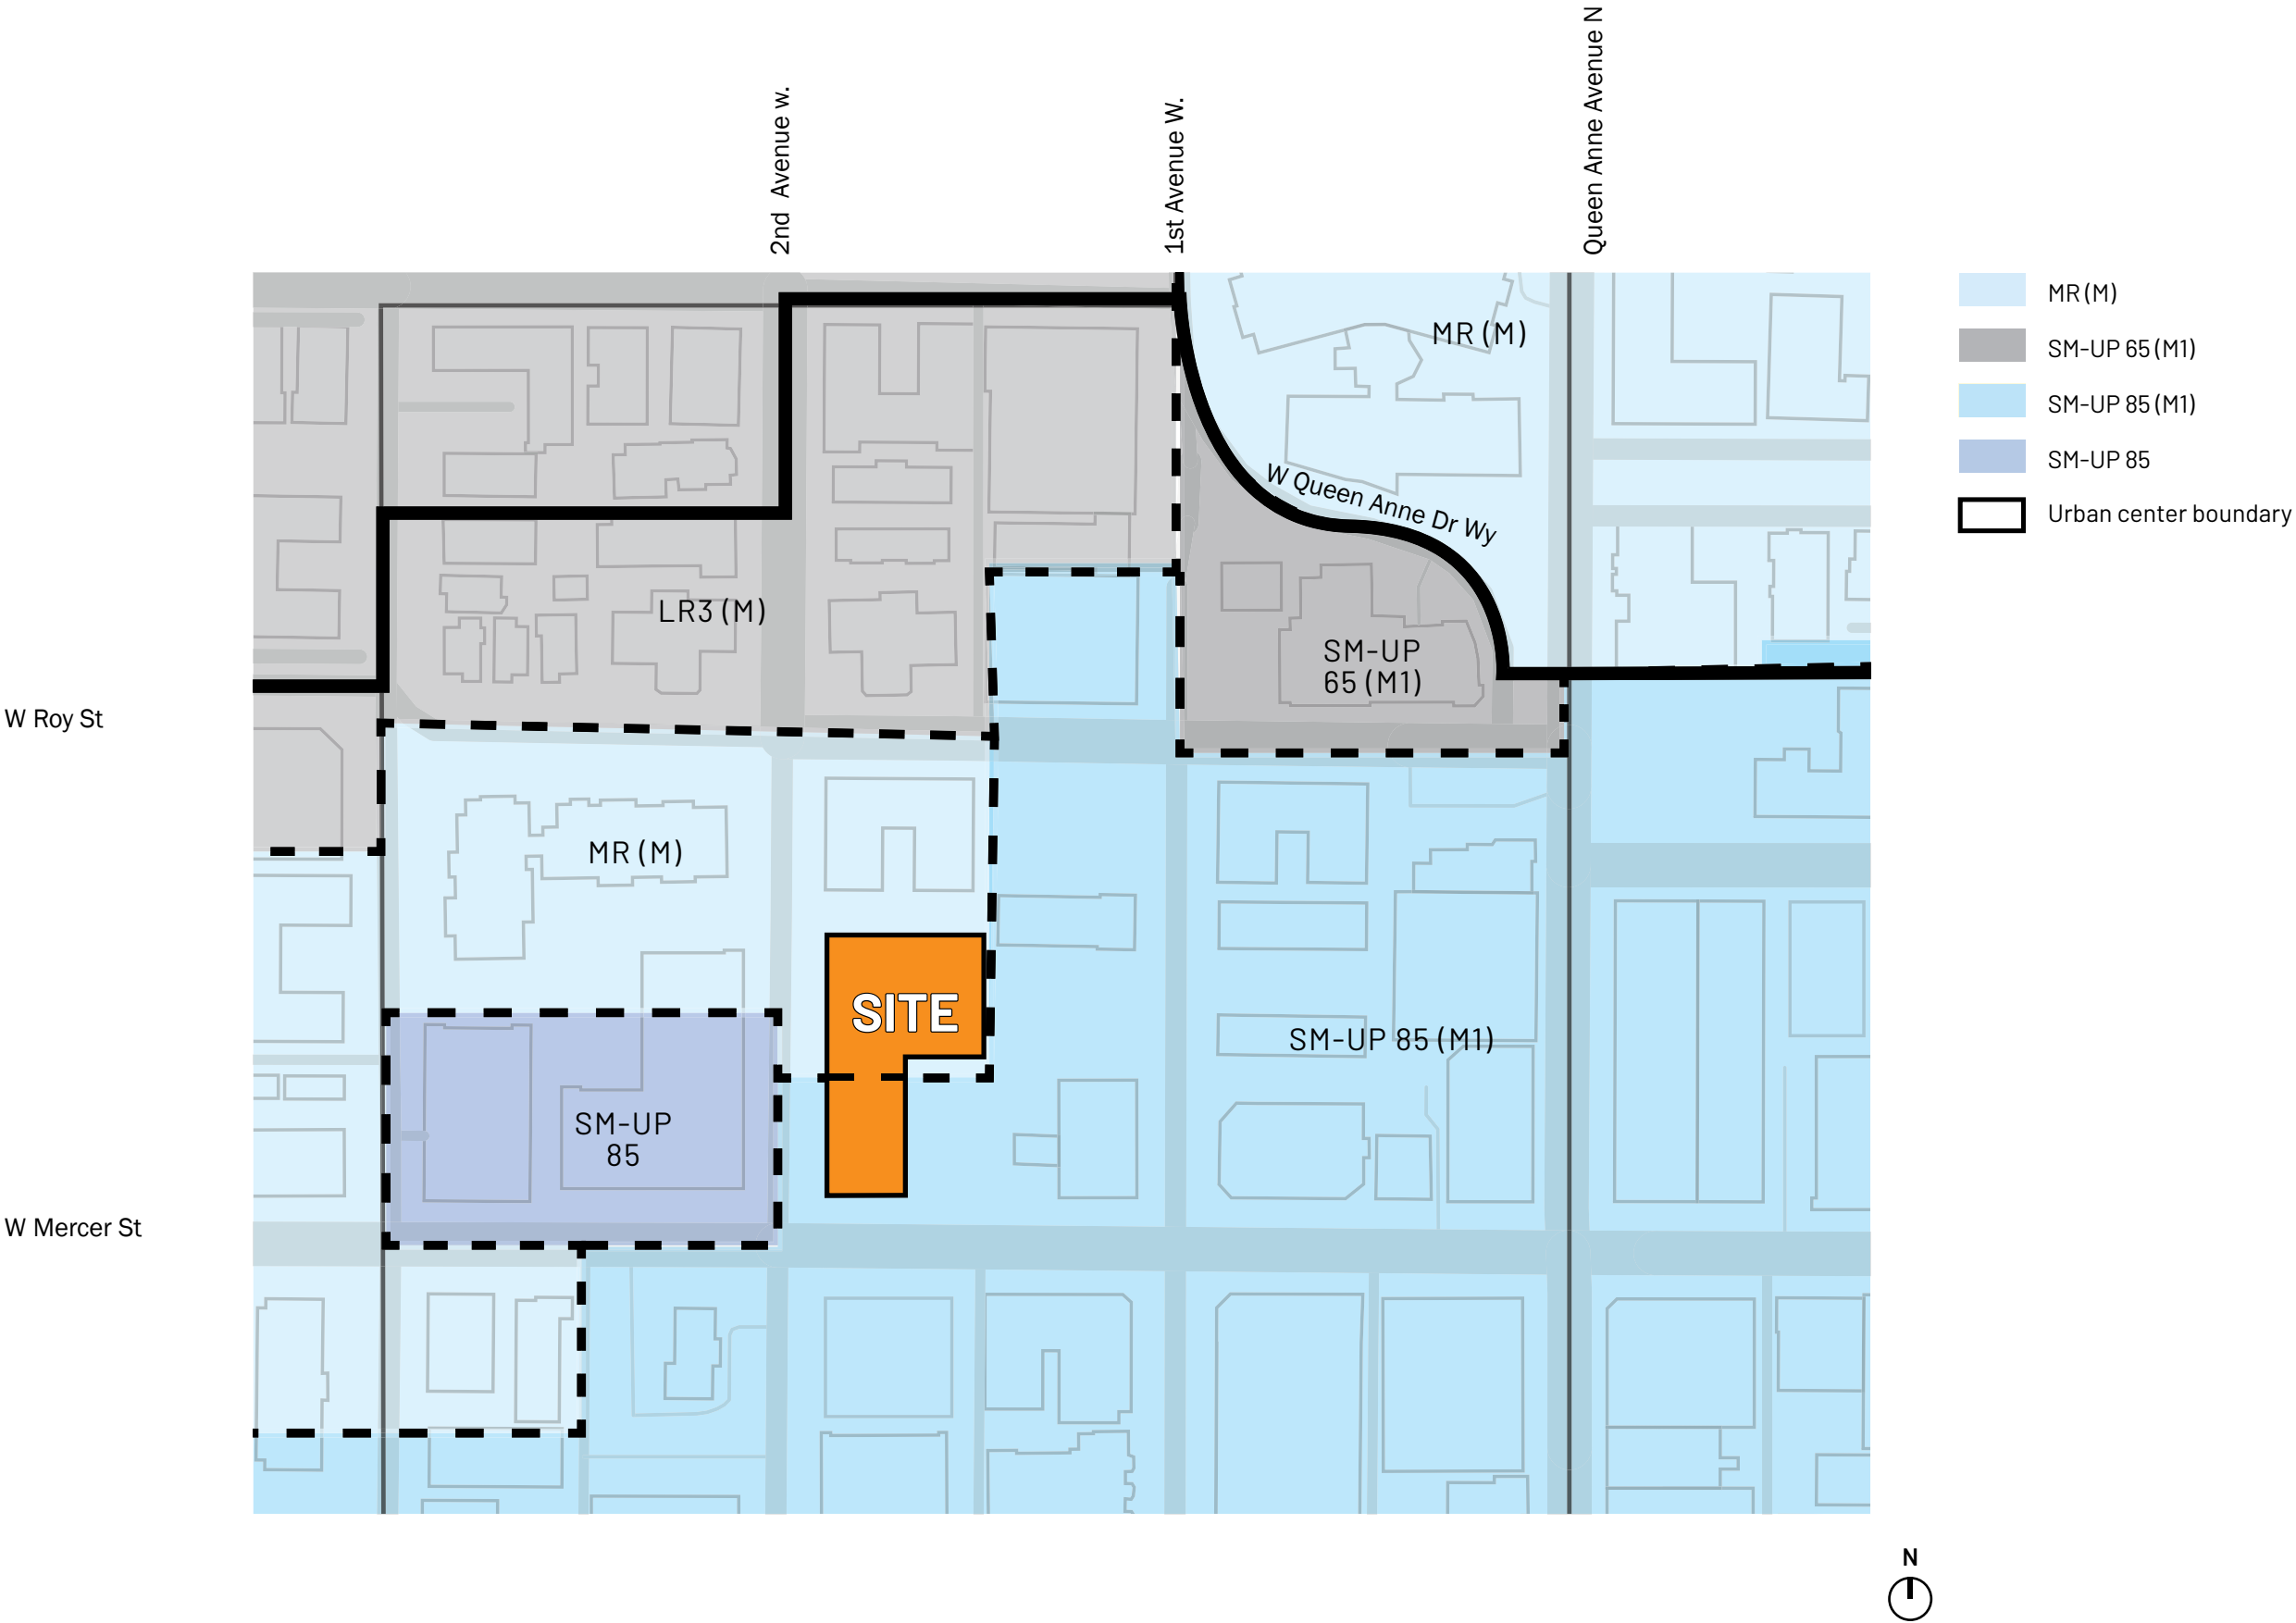 2nd Avenue w.
1st Avenue W.
Queen Anne Avenue N
MR (M)
SM-UP 65 (M1)
SM-UP 85 (M1)
SM-UP 85
Urban center boundary
MR (M)
W Queen Anne Dr Wy
LR3 (M)
SM-UP
65 (M1)
W Roy St
MR (M)
SITE
SM-UP 85 (M1)
SM-UP
85
W Mercer St
N